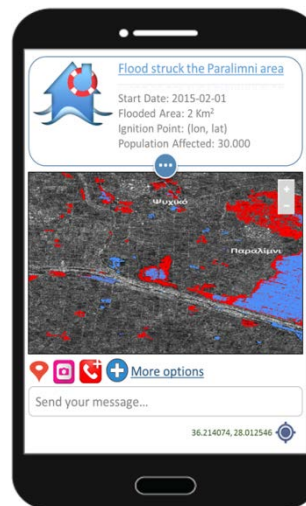 Flood struck the Paralimni area
Start Date: 2015-02-01
Flooded Area: 2 Km²
Ignition Point: (lon, lat)
Population Affected: 30.000
Ψυχικό
Παραλίμνι
+
−
More options
Send your message...
36.214074, 28.012546